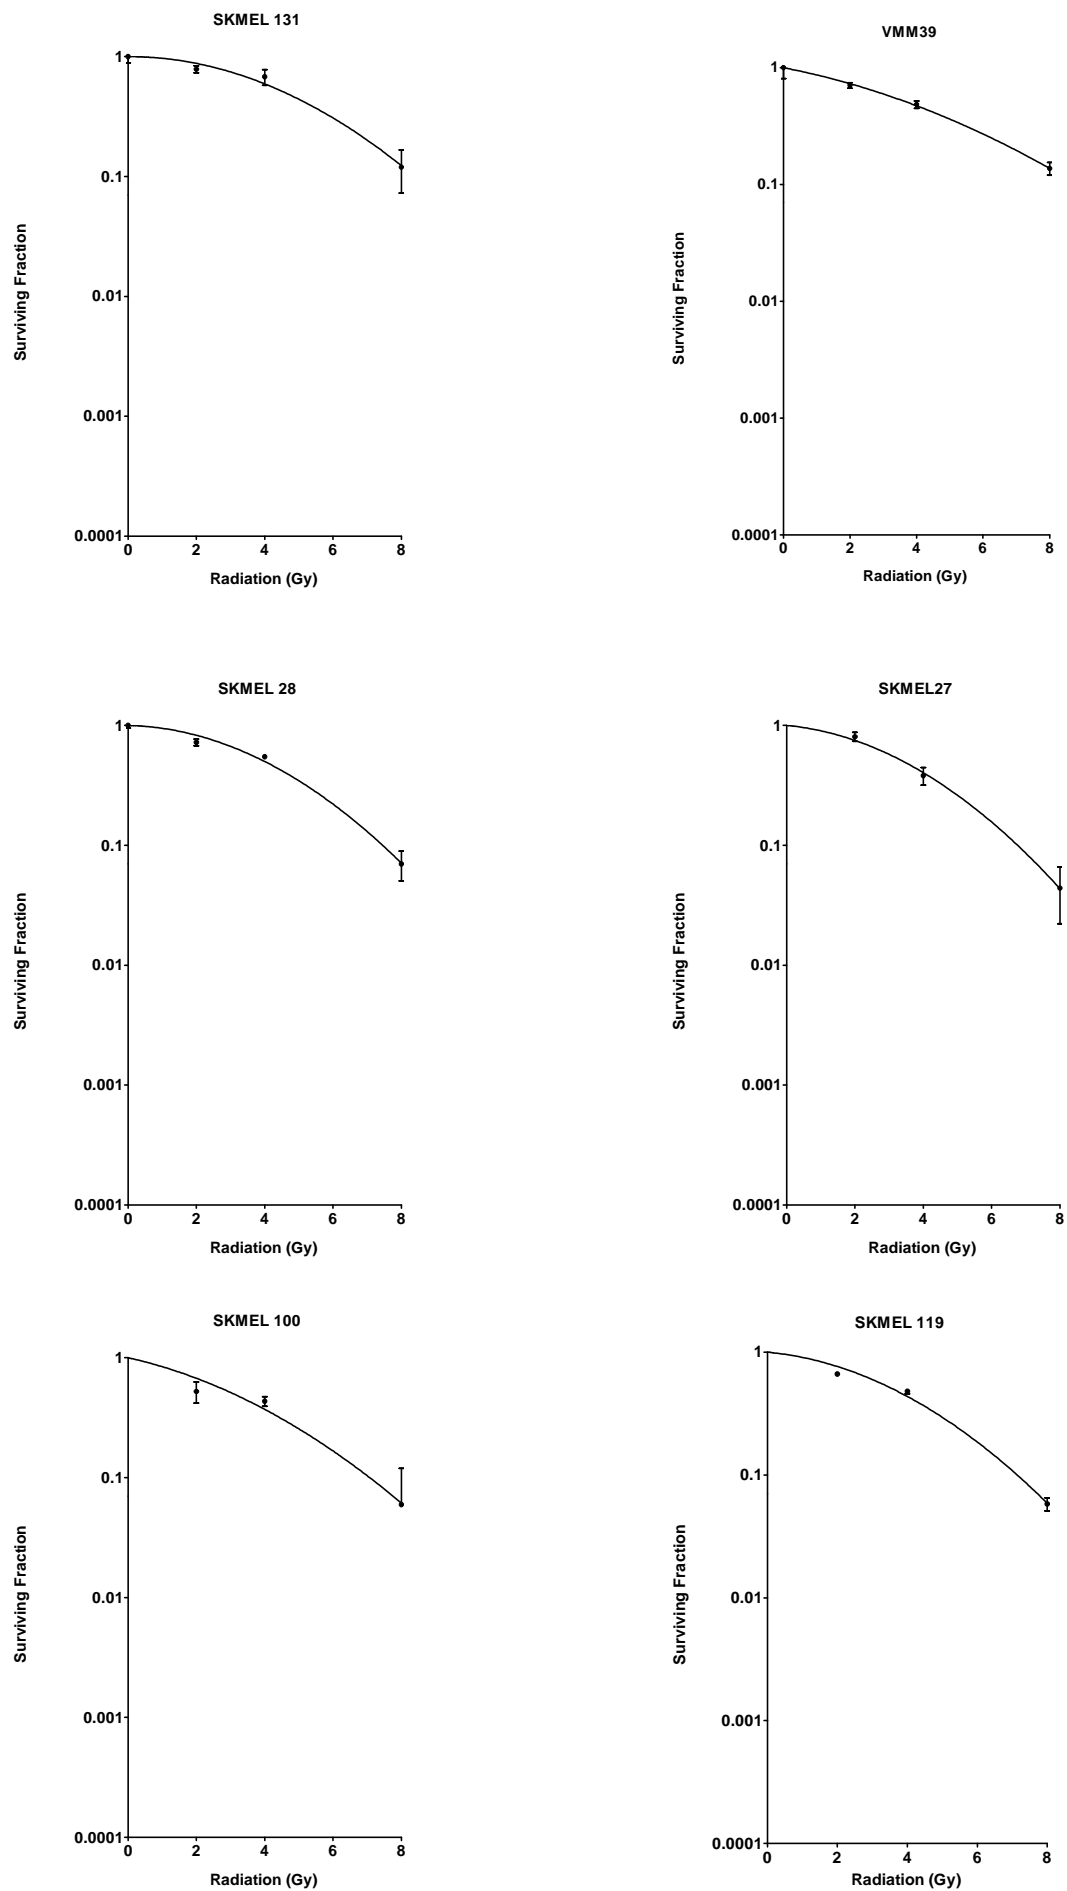 SKMEL 131
1
0.1
0.01
0.001
0.0001
0 2 4 6 8
Surviving Fraction
Radiation (Gy)
VMM39
1
0.1
0.01
0.001
0.0001
0 2 4 6 8
Surviving Fraction
Radiation (Gy)
SKMEL 28
1
0.1
0.01
0.001
0.0001
0 2 4 6 8
Surviving Fraction
Radiation (Gy)
SKMEL27
1
0.1
0.01
0.001
0.0001
0 2 4 6 8
Surviving Fraction
Radiation (Gy)
SKMEL 100
1
0.1
0.01
0.001
0.0001
0 2 4 6 8
Surviving Fraction
Radiation (Gy)
SKMEL 119
1
0.1
0.01
0.001
0.0001
0 2 4 6 8
Surviving Fraction
Radiation (Gy)